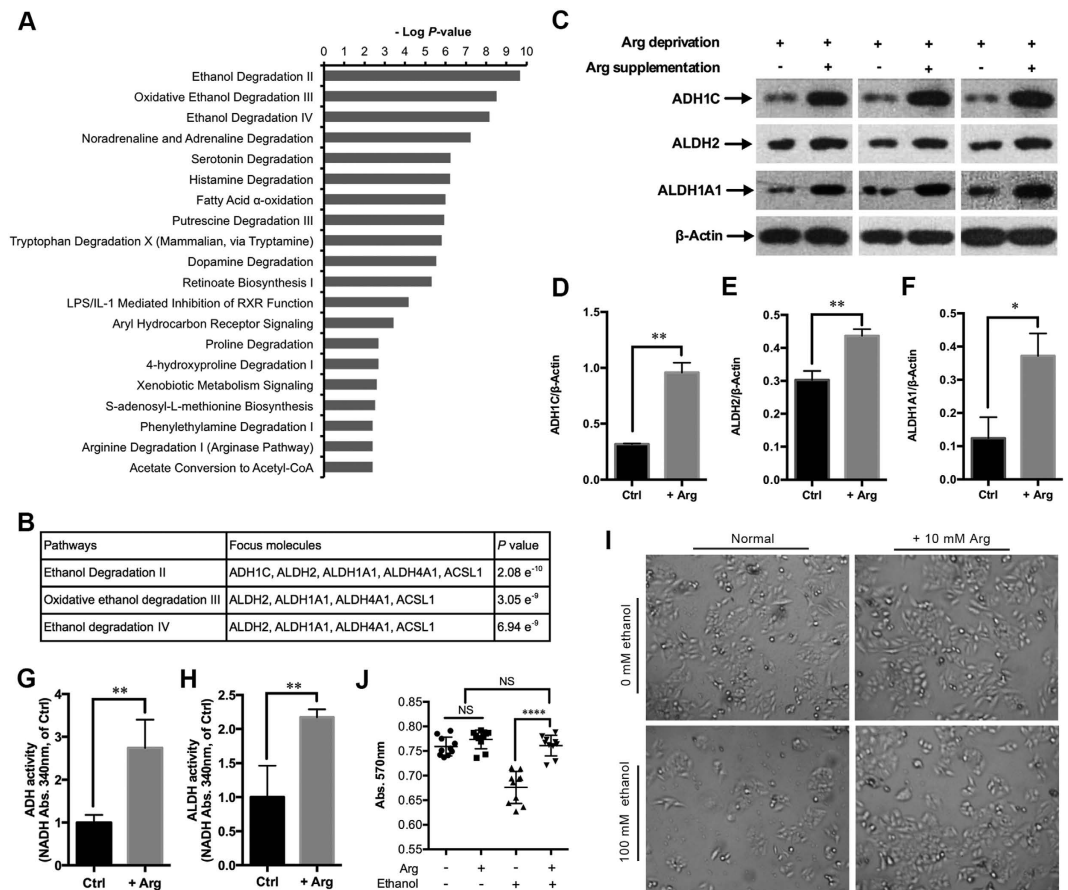 A
- Log P-value
0 1 2 3 4 5 6 7 8 9 10
Ethanol Degradation II
Oxidative Ethanol Degradation III
Ethanol Degradation IV
Noradrenaline and Adrenaline Degradation
Serotonin Degradation
Histamine Degradation
Fatty Acid α-oxidation
Putrescine Degradation III
Tryptophan Degradation X (Mammalian, via Tryptamine)
Dopamine Degradation
Retinoate Biosynthesis I
LPS/IL-1 Mediated Inhibition of RXR Function
Aryl Hydrocarbon Receptor Signaling
Proline Degradation
4-hydroxyproline Degradation I
Xenobiotic Metabolism Signaling
S-adenosyl-L-methionine Biosynthesis
Phenylethylamine Degradation I
Arginine Degradation I (Arginase Pathway)
Acetate Conversion to Acetyl-CoA
B
Pathways Focus molecules P value
Ethanol Degradation II ADH1C, ALDH2, ALDH1A1, ALDH4A1, ACSL1 2.08 e-10
Oxidative ethanol degradation III ALDH2, ALDH1A1, ALDH4A1, ACSL1 3.05 e-9
Ethanol degradation IV ALDH2, ALDH1A1, ALDH4A1, ACSL1 6.94 e-9
C
Arg deprivation + + + + + +
Arg supplementation - + - + - +
ADH1C
ALDH2
ALDH1A1
β-Actin
D
ADH1C/β-Actin
1.5
1.0
0.5
0.0
**
Ctrl + Arg
E
ALDH2/β-Actin
0.5
0.4
0.3
0.2
0.1
0.0
**
Ctrl + Arg
F
ALDH1A1/β-Actin
0.5
0.4
0.3
0.2
0.1
0.0
*
Ctrl + Arg
G
ADH activity
(NADH Abs. 340nm, of Ctrl)
4
3
2
1
0
**
Ctrl + Arg
H
ALDH activity
(NADH Abs. 340nm, of Ctrl)
2.5
2.0
1.5
1.0
0.5
0.0
**
Ctrl + Arg
I
Normal + 10 mM Arg
0 mM ethanol
100 mM ethanol
J
Abs. 570nm
0.85
0.80
0.75
0.70
0.65
0.60
0.55
NS
NS
****
Arg - + - +
Ethanol - - + +